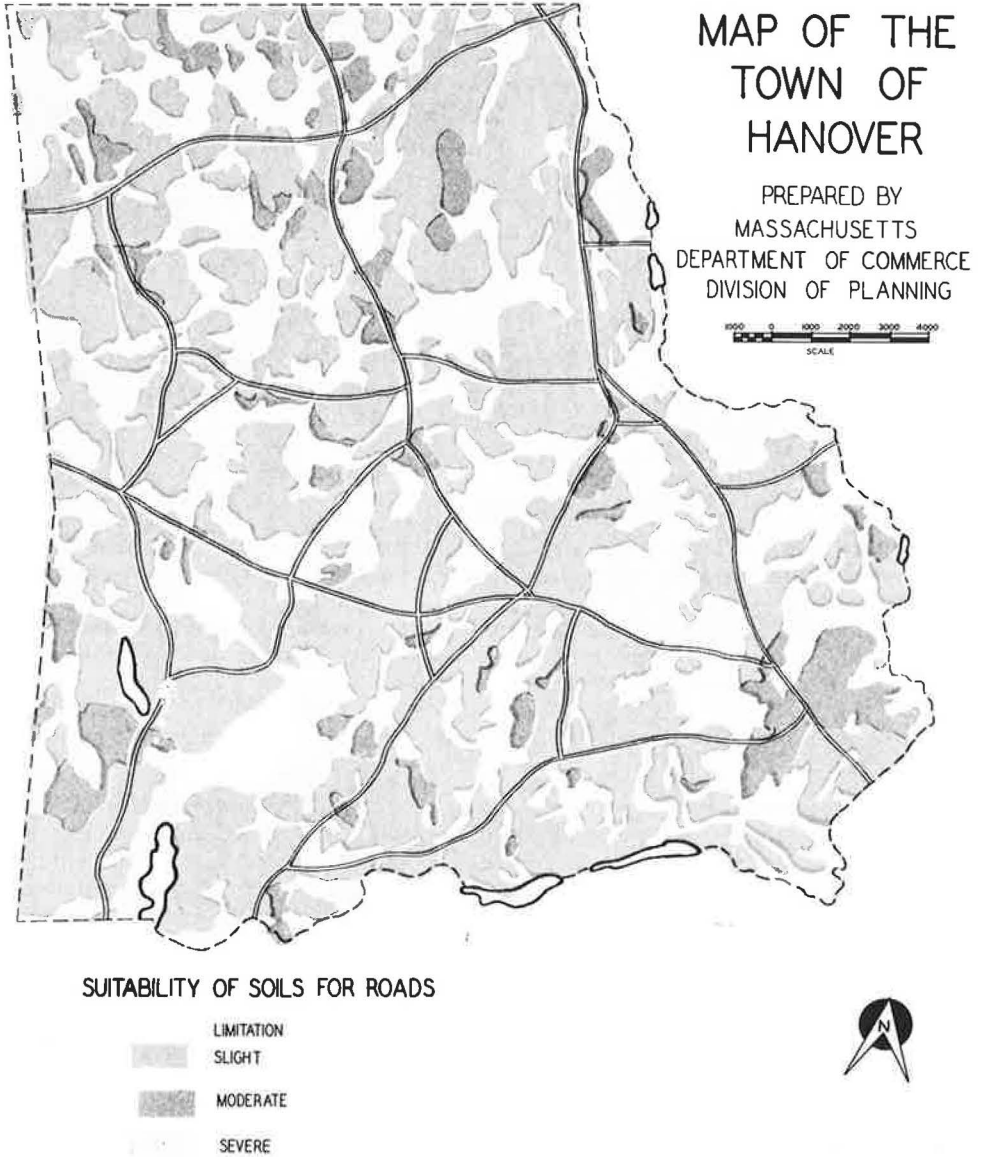 MAP OF THE
TOWN OF
HANOVER
PREPARED BY
MASSACHUSETTS
DEPARTMENT OF COMMERCE
DIVISION OF PLANNING
1000 0 1000 2000 3000 4000
SCALE
SUITABILITY OF SOILS FOR ROADS
LIMITATION
SLIGHT
MODERATE
SEVERE
N